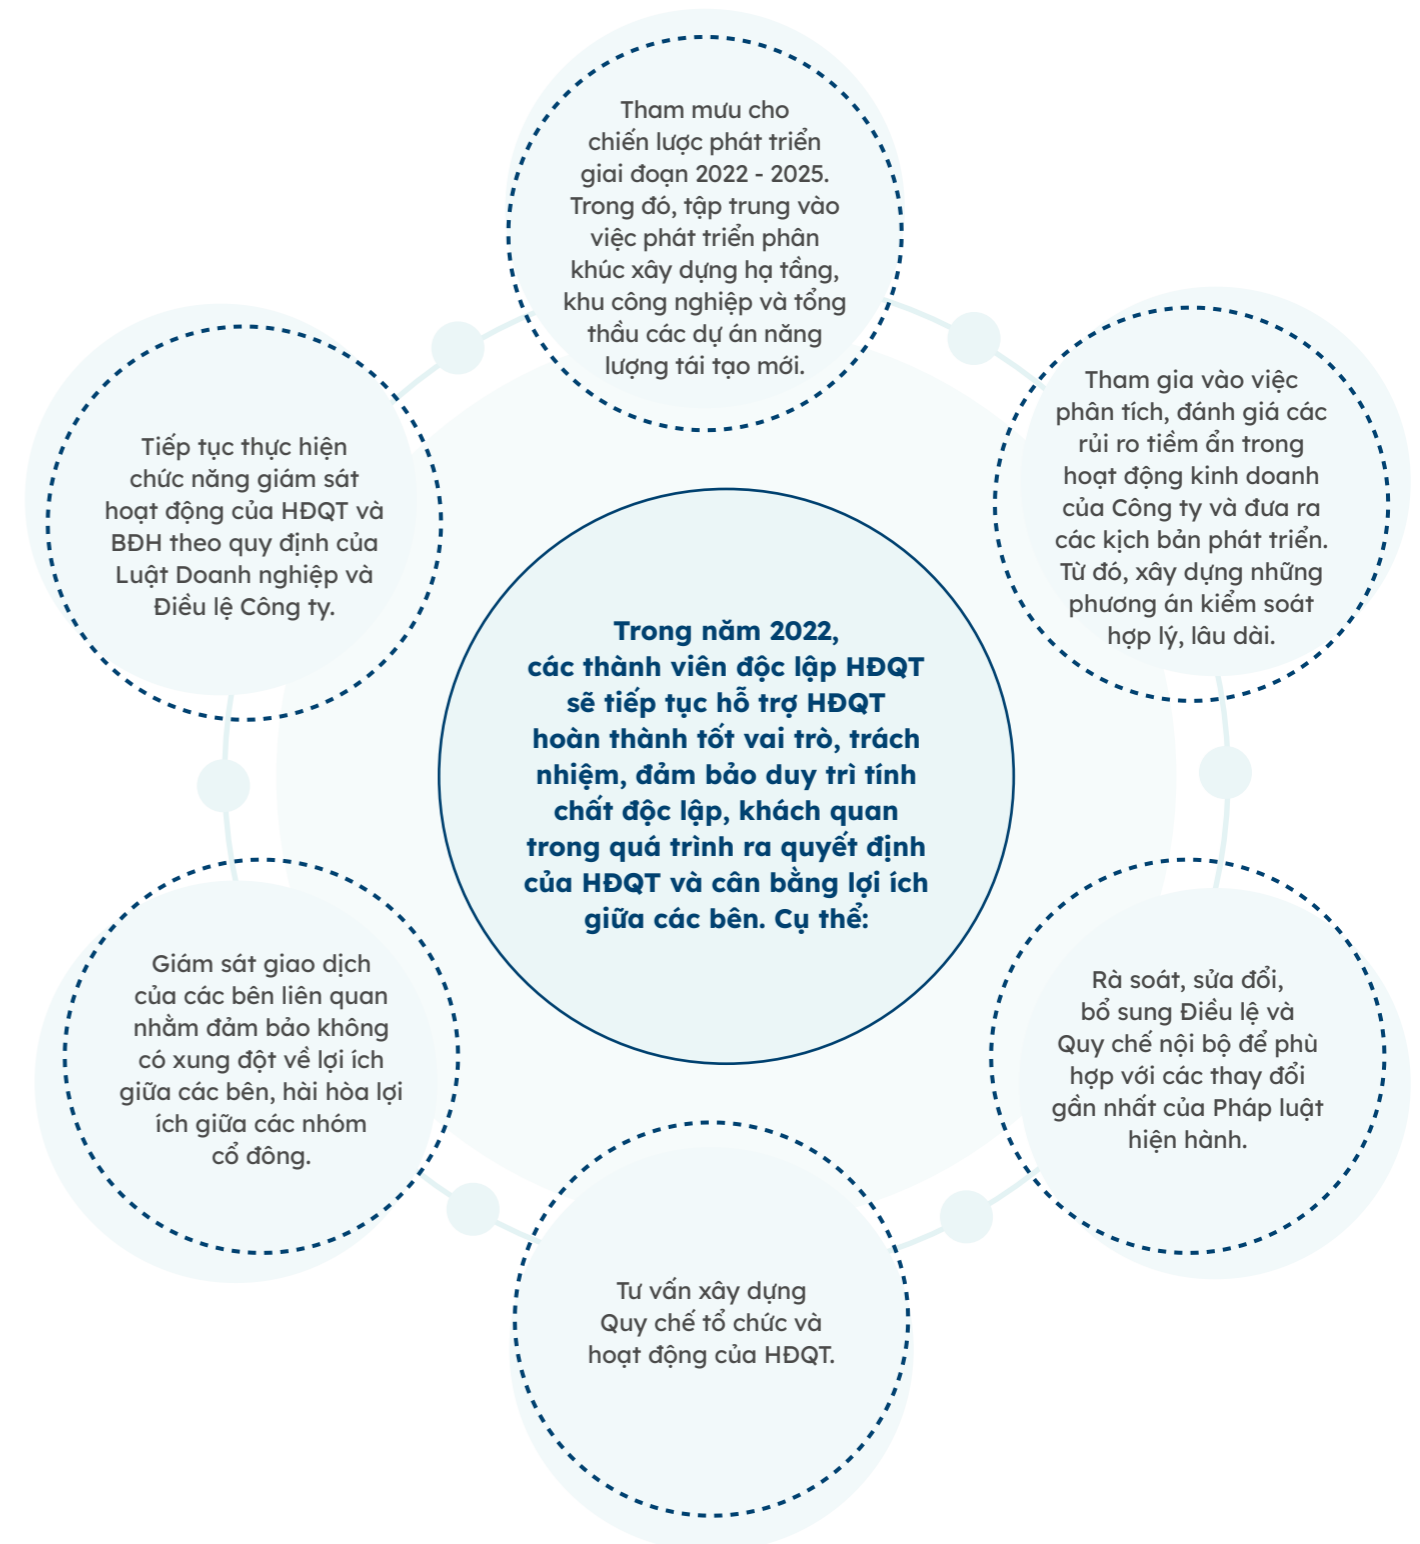 Tham mưu cho
chiến lược phát triển
giai đoạn 2022 - 2025.
Trong đó, tập trung vào
việc phát triển phân
khúc xây dựng hạ tầng,
khu công nghiệp và tổng
thầu các dự án năng
lượng tái tạo mới.
Tham gia vào việc
phân tích, đánh giá các
rủi ro tiềm ẩn trong
hoạt động kinh doanh
của Công ty và đưa ra
các kịch bản phát triển.
Từ đó, xây dựng những
phương án kiểm soát
hợp lý, lâu dài.
Tiếp tục thực hiện
chức năng giám sát
hoạt động của HĐQT và
BĐH theo quy định của
Luật Doanh nghiệp và
Điều lệ Công ty.
Trong năm 2022,
các thành viên độc lập HĐQT
sẽ tiếp tục hỗ trợ HĐQT
hoàn thành tốt vai trò, trách
nhiệm, đảm bảo duy trì tính
chất độc lập, khách quan
trong quá trình ra quyết định
của HĐQT và cân bằng lợi ích
giữa các bên. Cụ thể:
Giám sát giao dịch
của các bên liên quan
nhằm đảm bảo không
có xung đột về lợi ích
giữa các bên, hài hòa lợi
ích giữa các nhóm
cổ đông.
Rà soát, sửa đổi,
bổ sung Điều lệ và
Quy chế nội bộ để phù
hợp với các thay đổi
gần nhất của Pháp luật
hiện hành.
Tư vấn xây dựng
Quy chế tổ chức và
hoạt động của HĐQT.